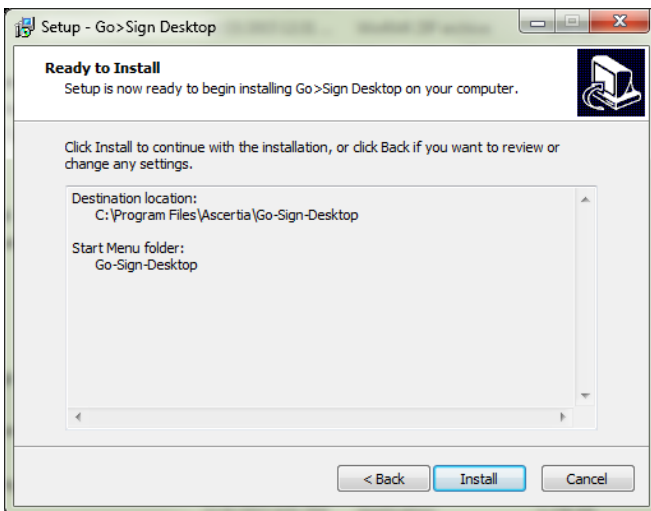 Setup - Go>Sign Desktop
Ready to Install
Setup is now ready to begin installing Go>Sign Desktop on your computer.
Click Install to continue with the installation, or click Back if you want to review or
change any settings.
Destination location:
C:\Program Files\Ascertia\Go-Sign-Desktop
Start Menu folder:
Go-Sign-Desktop
< Back
Install
Cancel